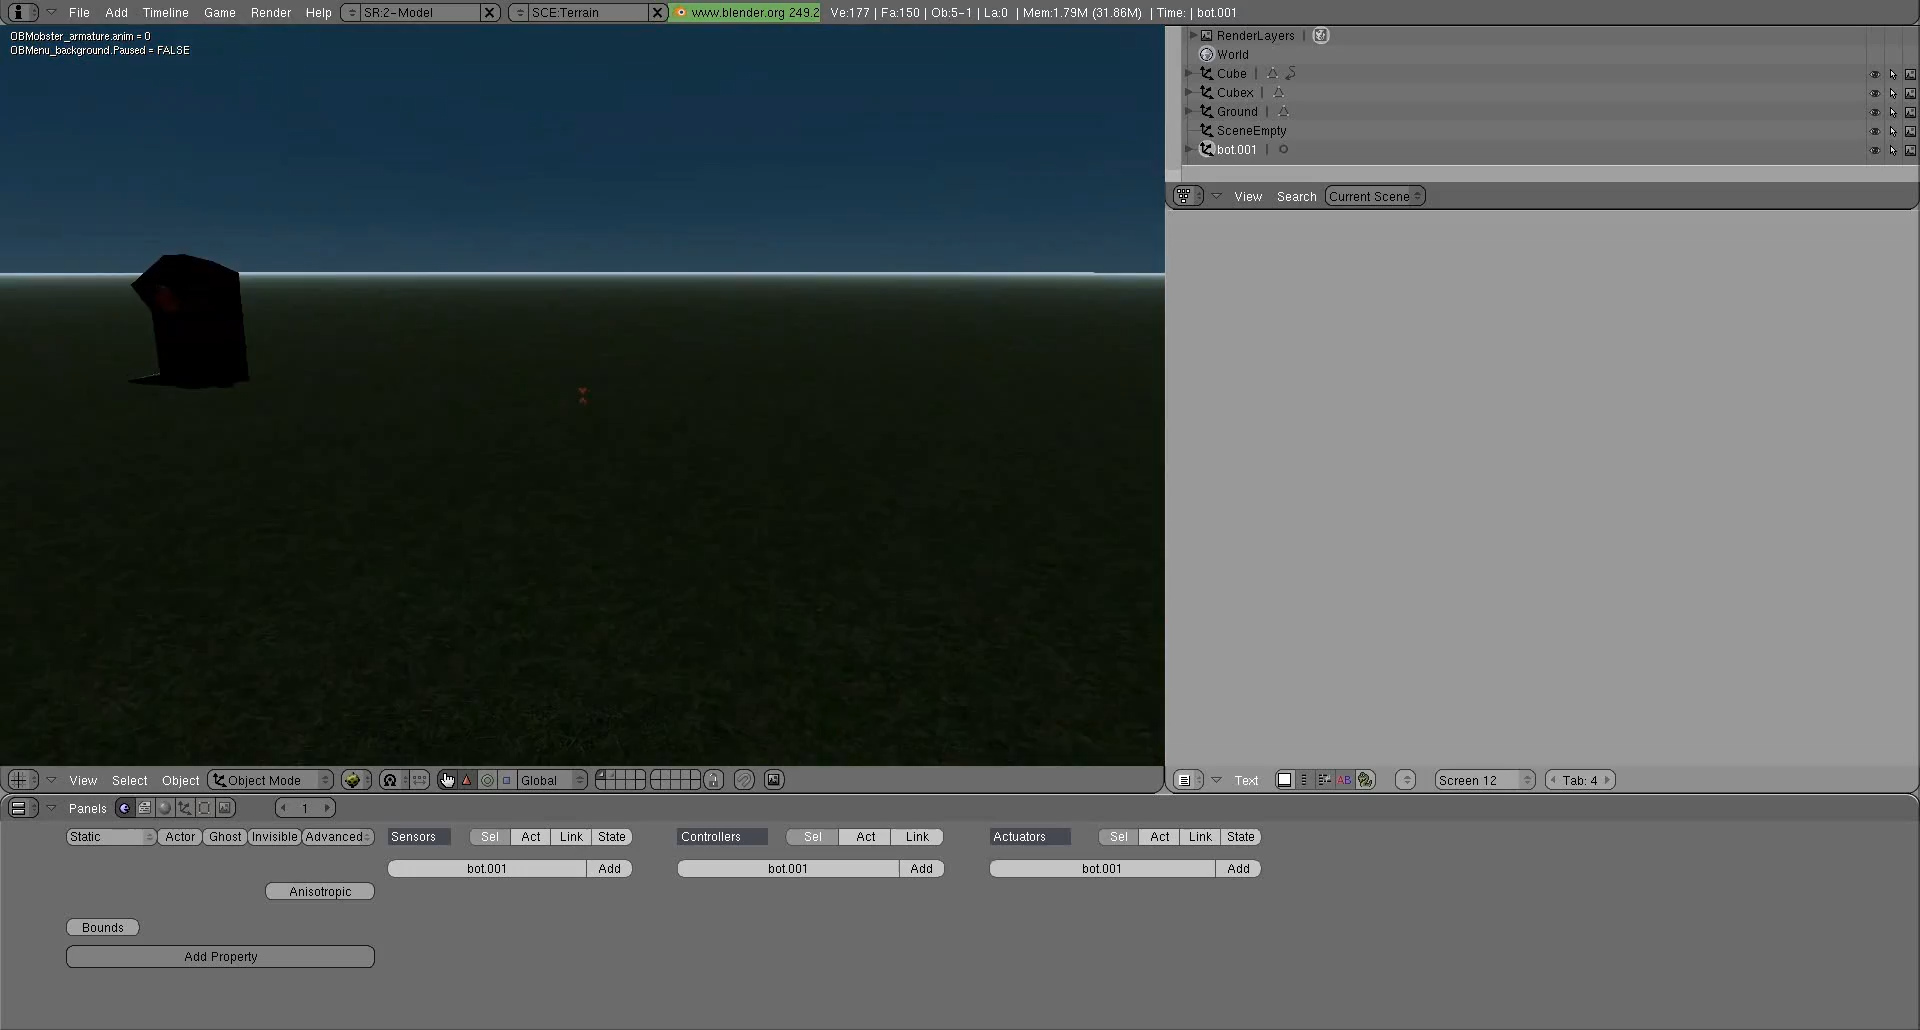 File Add Timeline Game Render Help SR:2-Model SCE:Terrain www.blender.org 249.2 Ve:177 | Fa:150 | Ob:5-1 | La:0 | Mem:1.79M (31.86M) | Time: | bot.001
OBMobster_armature.anim = 0
OBMenu_background.Paused = FALSE
RenderLayers |
World
Cube |
Cubex |
Ground |
SceneEmpty
bot.001 |
View Search Current Scene
View Select Object Object Mode Global
Text AB Screen 12 Tab: 4
Panels 1
Static Actor Ghost Invisible Advanced Sensors Sel Act Link State Controllers Sel Act Link Actuators Sel Act Link State
bot.001 Add bot.001 Add bot.001 Add
Anisotropic
Bounds
Add Property